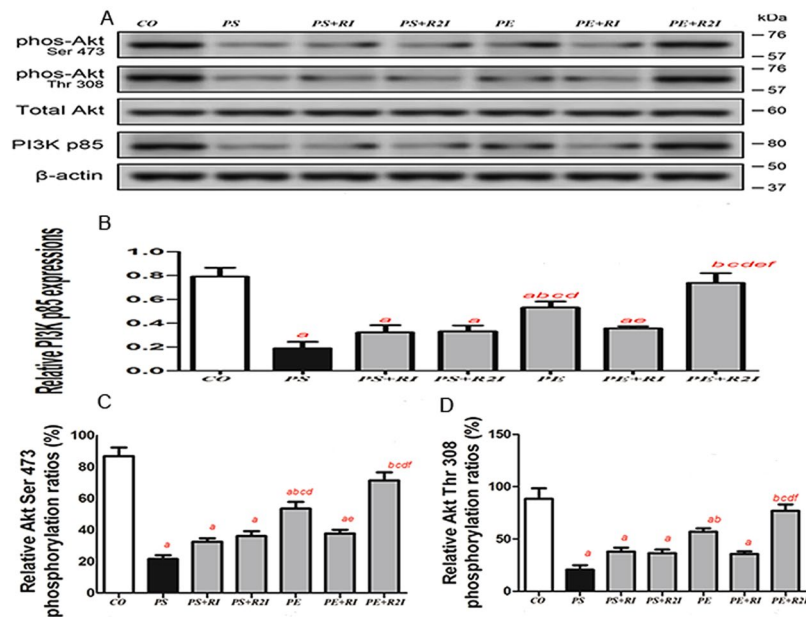 A
CO PS PS+RI PS+R2I PE PE+RI PE+R2I kDa
phos-Akt
Ser 473
76
57
phos-Akt
Thr 308
76
57
Total Akt
60
PI3K p85
80
β-actin
50
37
B
Relative PI3K p85 expressions
1.0
0.8
0.6
0.4
0.2
0.0
a a a abcd ae bcdef
CO PS PS+RI PS+R2I PE PE+RI PE+R2I
C
Relative Akt Ser 473
phosphorylation ratios (%)
100
80
60
40
20
0
a a a abcd ae bcdf
CO PS PS+RI PS+R2I PE PE+RI PE+R2I
D
Relative Akt Thr 308
phosphorylation ratios (%)
150
100
50
0
a a a ab a bcdf
CO PS PS+RI PS+R2I PE PE+RI PE+R2I